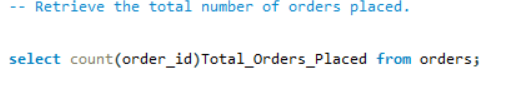 -- Retrieve the total number of orders placed.
select count(order_id)Total_Orders_Placed from orders;